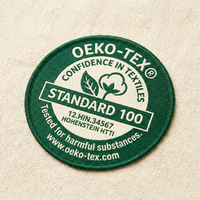 OEKO-TEX®
CONFIDENCE IN TEXTILES
STANDARD 100
12.HIN.34567
HOHENSTEIN HTTI
Tested for harmful substances.
www.oeko-tex.com